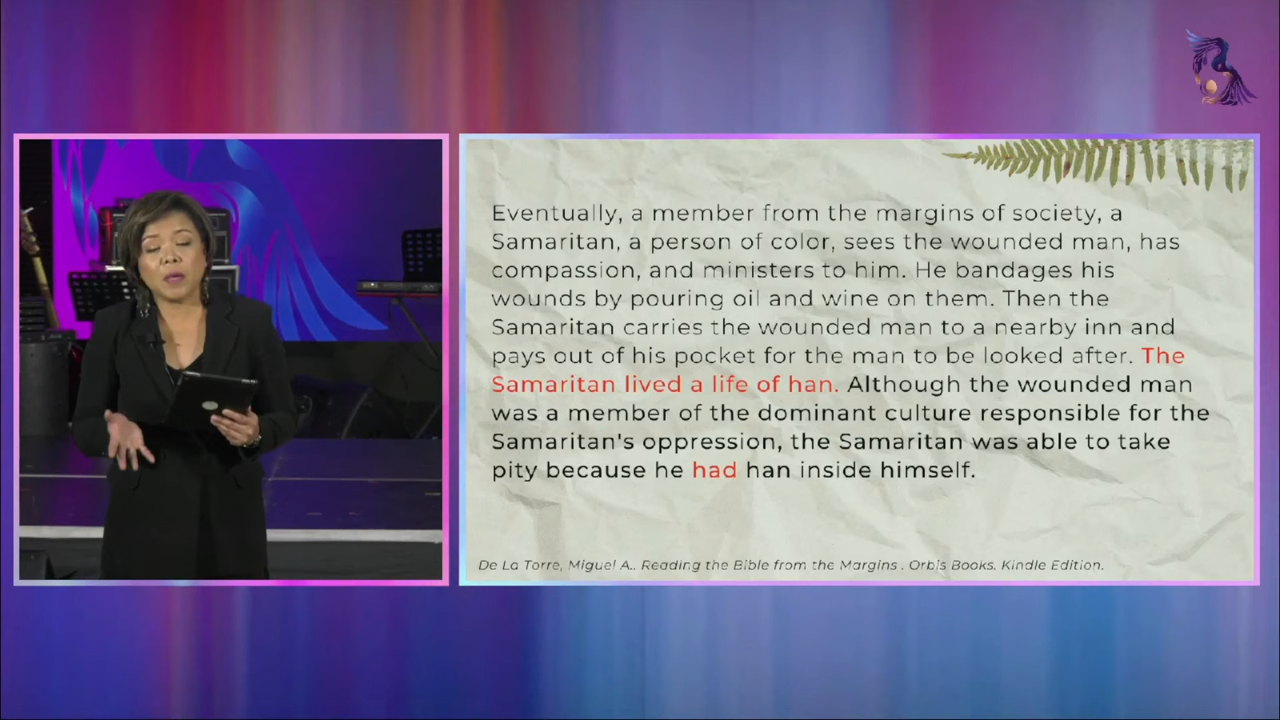 Eventually, a member from the margins of society, a
Samaritan, a person of color, sees the wounded man, has
compassion, and ministers to him. He bandages his
wounds by pouring oil and wine on them. Then the
Samaritan carries the wounded man to a nearby inn and
pays out of his pocket for the man to be looked after. The
Samaritan lived a life of han. Although the wounded man
was a member of the dominant culture responsible for the
Samaritan's oppression, the Samaritan was able to take
pity because he had han inside himself.
De La Torre, Miguel A.. Reading the Bible from the Margins . Orbis Books. Kindle Edition.